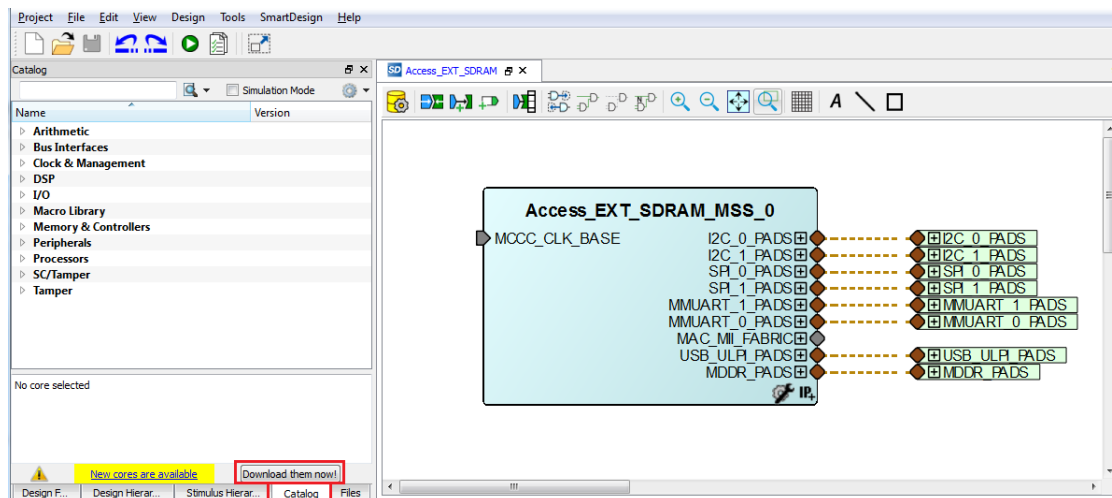 Project File Edit View Design Tools SmartDesign Help
Catalog
Simulation Mode
Name Version
Arithmetic
Bus Interfaces
Clock & Management
DSP
I/O
Macro Library
Memory & Controllers
Peripherals
Processors
SC/Tamper
Tamper
No core selected
New cores are available Download them now!
Design F... Design Hierar... Stimulus Hierar... Catalog Files
SD Access_EXT_SDRAM
A
Access_EXT_SDRAM_MSS_0
MCCC_CLK_BASE I2C_0_PADS I2C_0_PADS
I2C_1_PADS I2C_1_PADS
SPI_0_PADS SPI_0_PADS
SPI_1_PADS SPI_1_PADS
MMUART_1_PADS MMUART_1_PADS
MMUART_0_PADS MMUART_0_PADS
MAC_MII_FABRIC
USB_ULPI_PADS USB_ULPI_PADS
MDDR_PADS MDDR_PADS
IP+